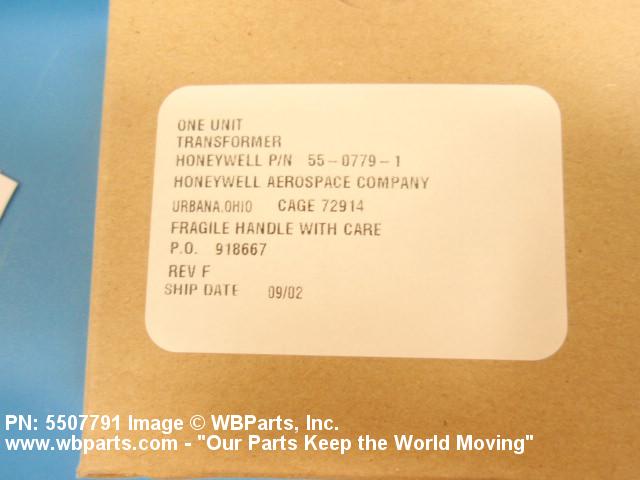 ONE UNIT
TRANSFORMER
HONEYWELL P/N 55-0779-1
HONEYWELL AEROSPACE COMPANY
URBANA.OHIO CAGE 72914
FRAGILE HANDLE WITH CARE
P.O. 918667
REV F
SHIP DATE 09/02
PN: 5507791 Image © WBParts, Inc.
www.wbparts.com - "Our Parts Keep the World Moving"